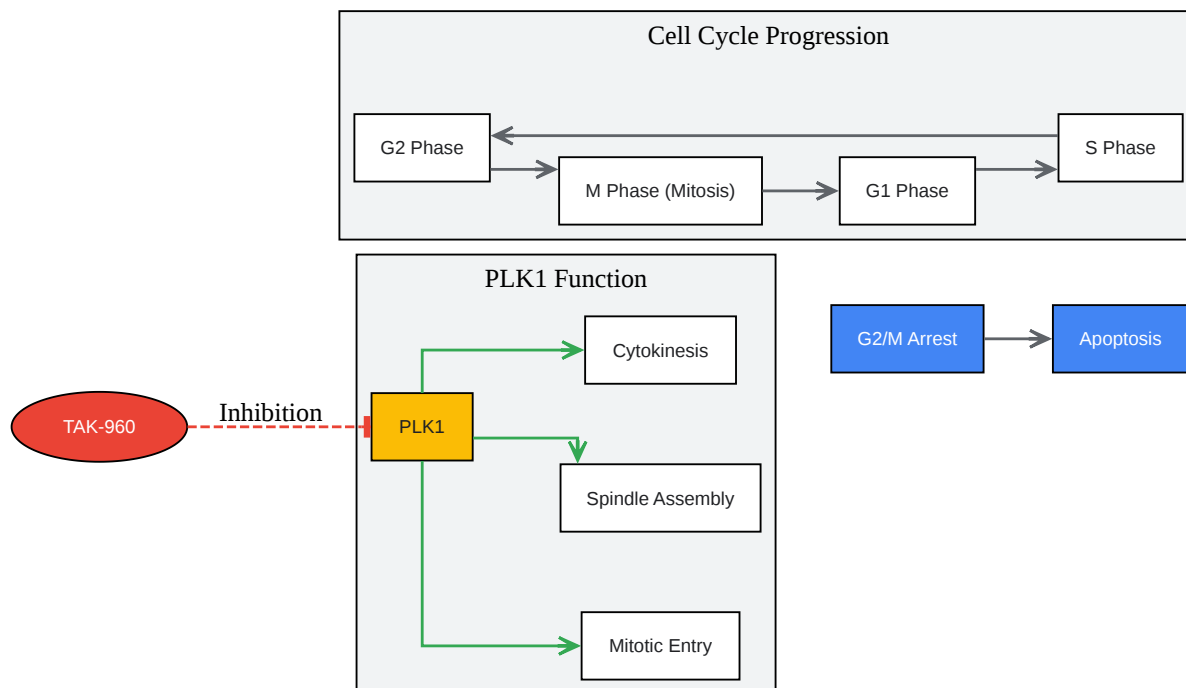 Cell Cycle Progression
G2 Phase
S Phase
M Phase (Mitosis)
G1 Phase
PLK1 Function
Cytokinesis
G2/M Arrest
Apoptosis
Inhibition
TAK-960
PLK1
Spindle Assembly
Mitotic Entry